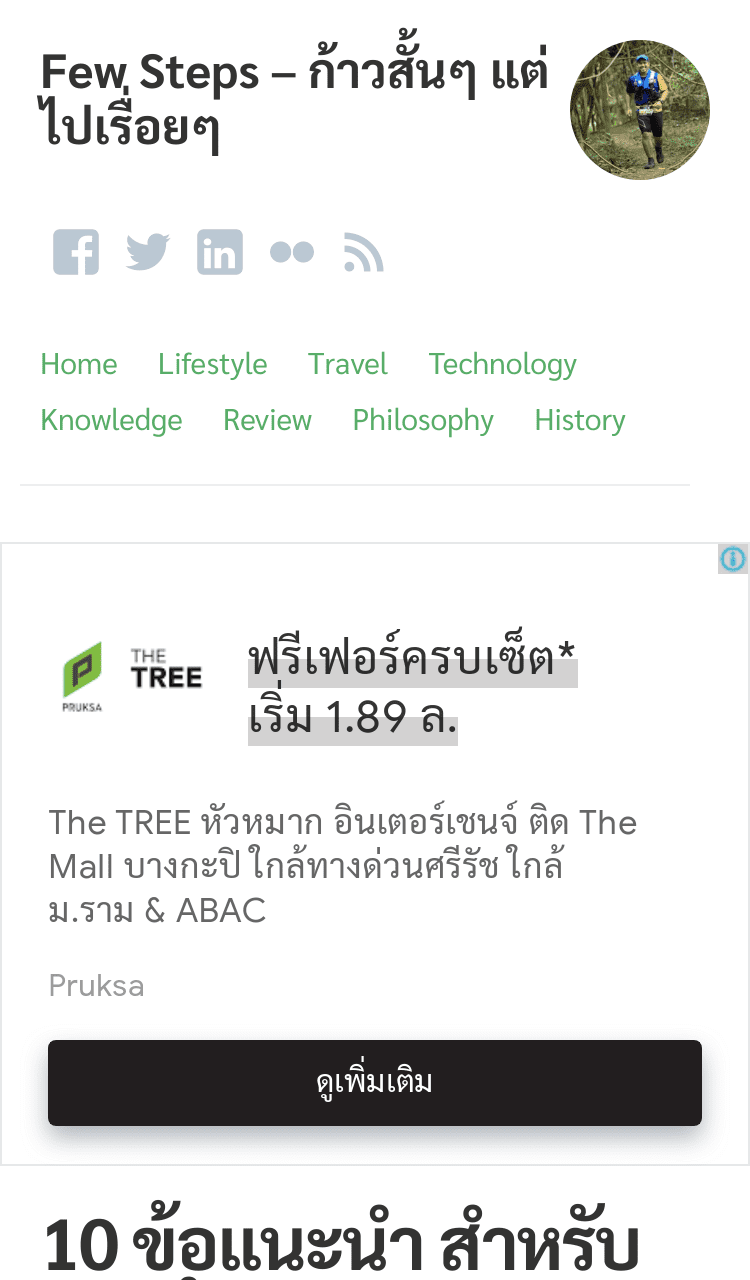 Few Steps – ก้าวสั้นๆ แต่
ไปเรื่อยๆ
Home Lifestyle Travel Technology
Knowledge Review Philosophy History
PRUKSA
THE
TREE
ฟรีเฟอร์ครบเซ็ต*
เริ่ม 1.89 ล.
The TREE หัวหมาก อินเตอร์เชนจ์ ติด The
Mall บางกะปิ ใกล้ทางด่วนศรีรัช ใกล้
ม.ราม & ABAC
Pruksa
ดูเพิ่มเติม
10 ข้อแนะนำ สำหรับ